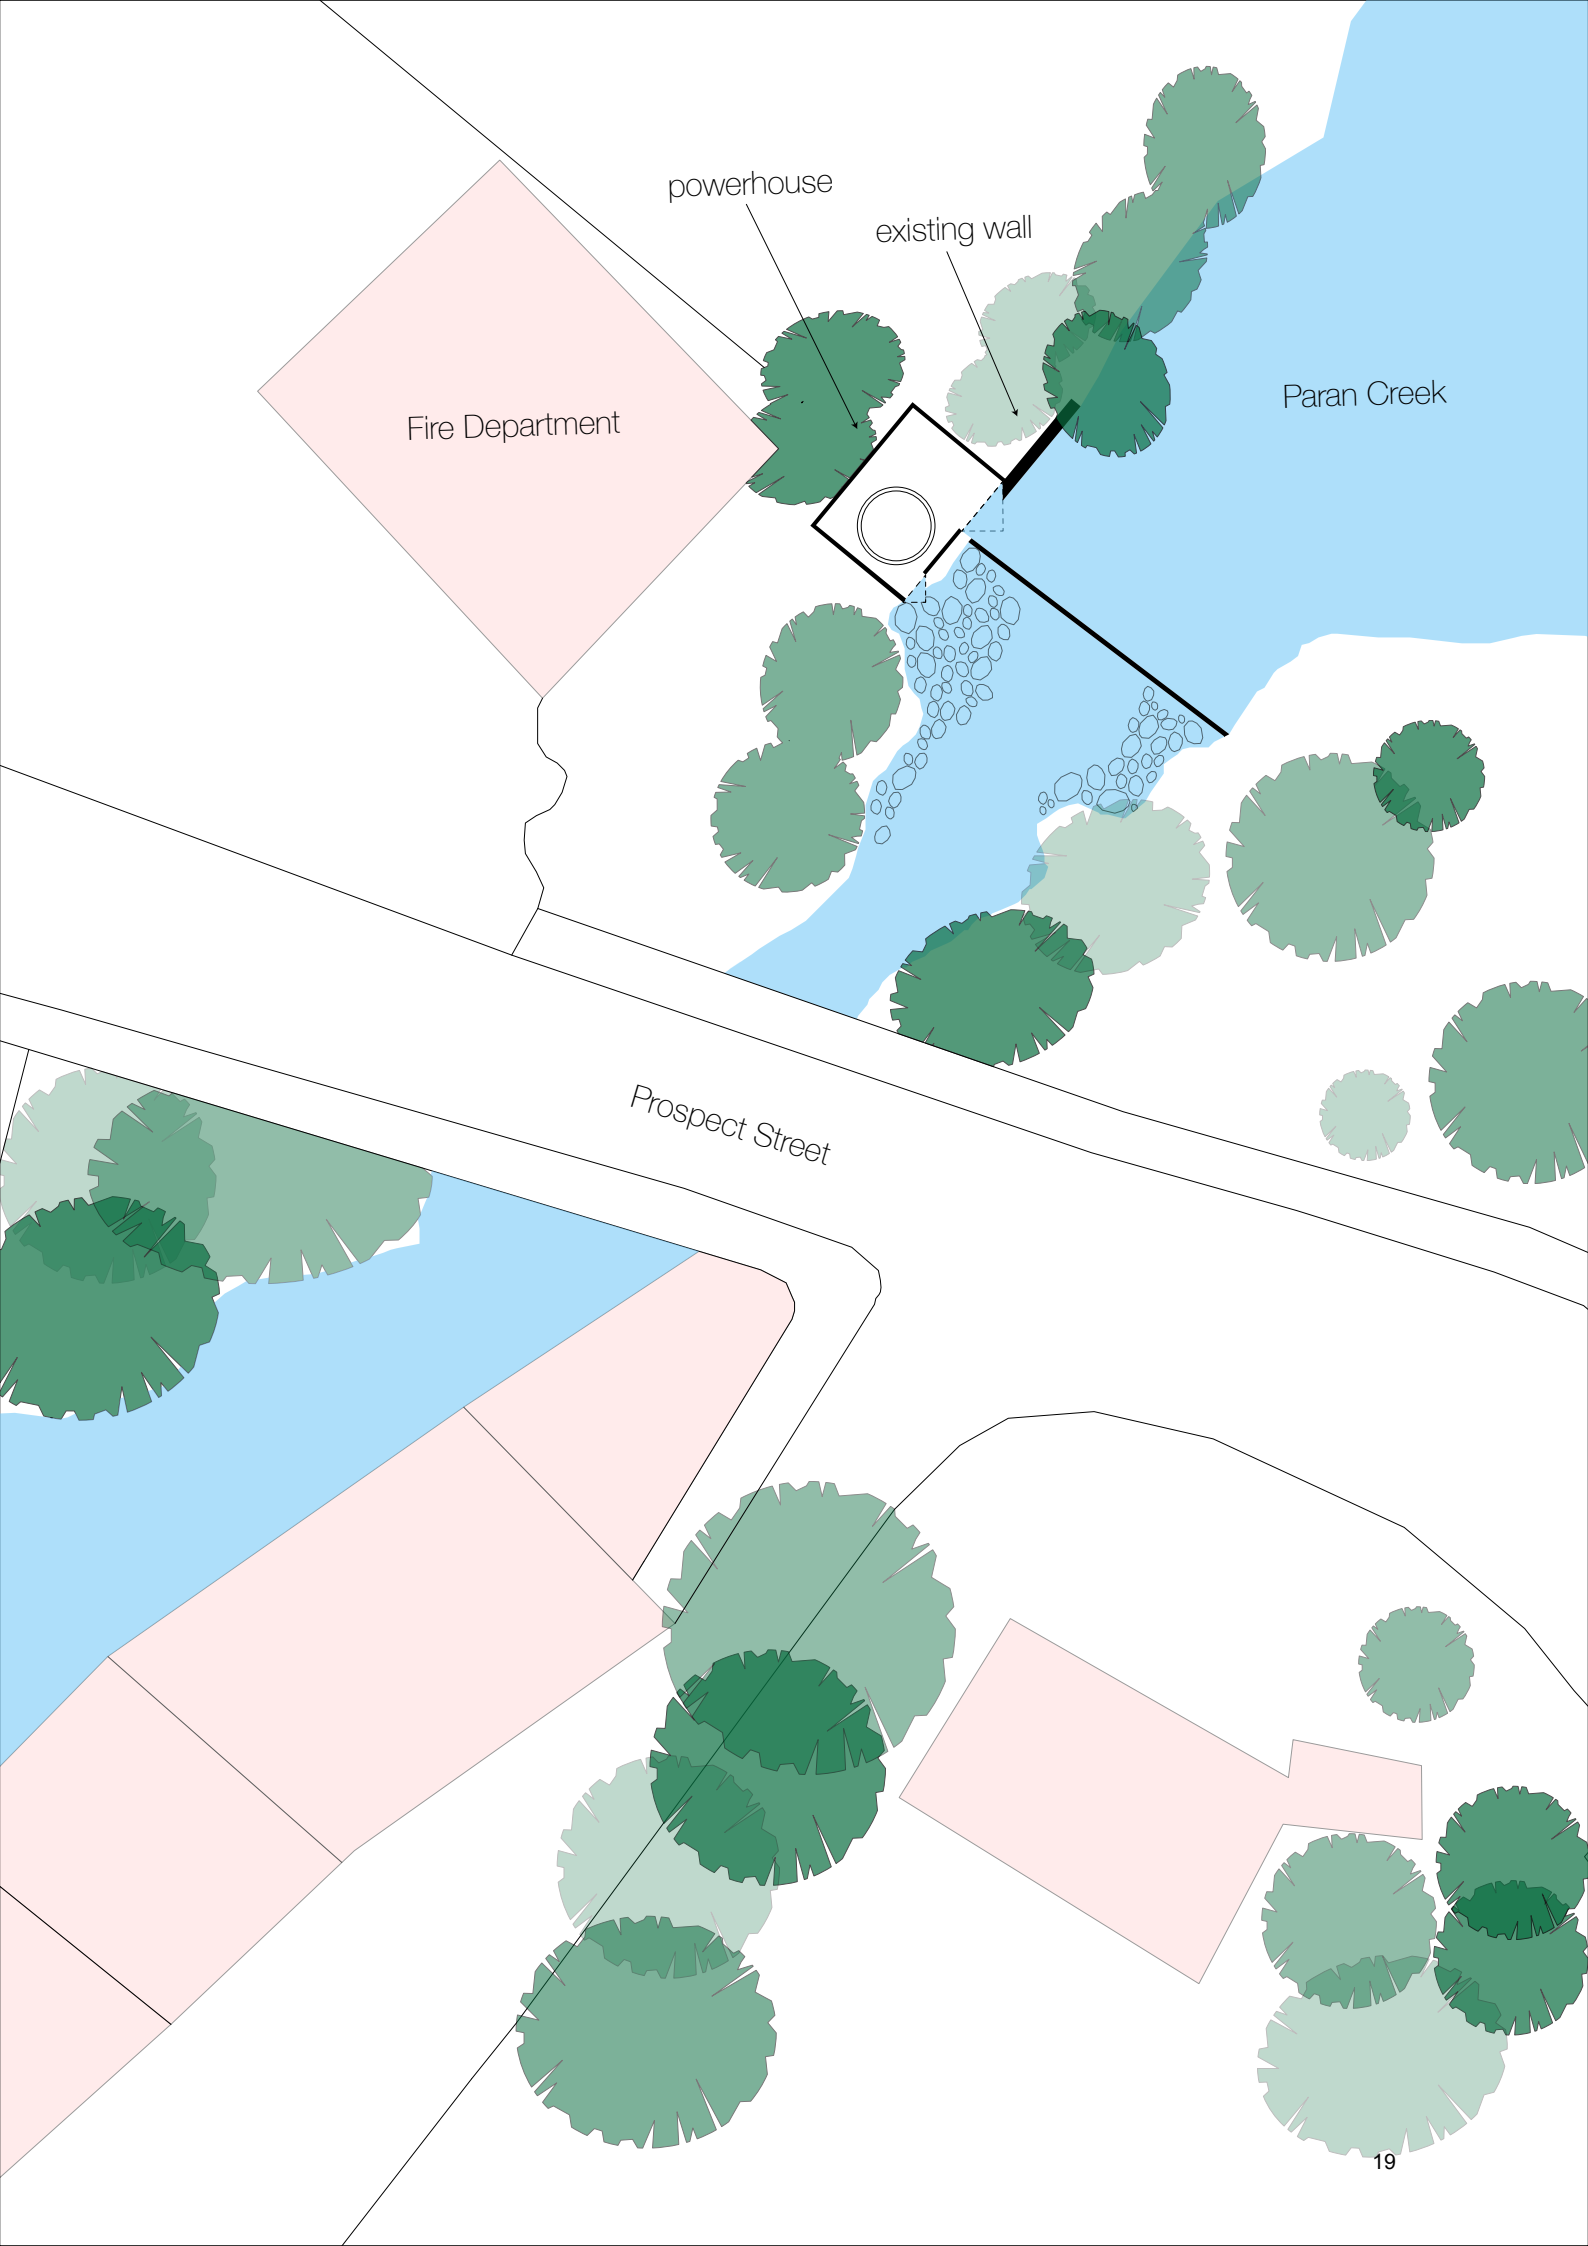 powerhouse
existing wall
Paran Creek
Fire Department
Prospect Street
19